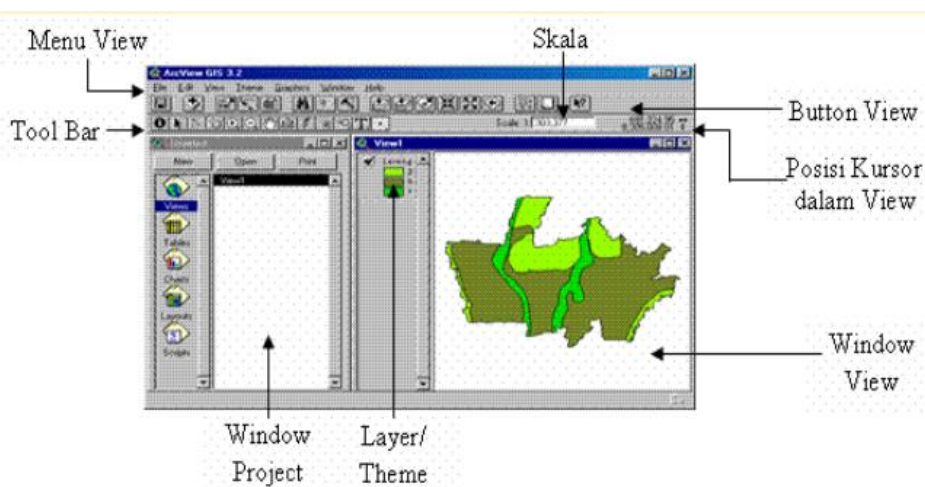 Menu View
Skala
ArcView GIS 3.2
File Edit View Theme Graphics Window Help
Button View
Tool Bar
Scale 1:
Posisi Kursor
dalam View
View1
New Open Print
View1
Views
Tables
Charts
Layouts
Scripts
Window
View
Window
Project
Layer/
Theme